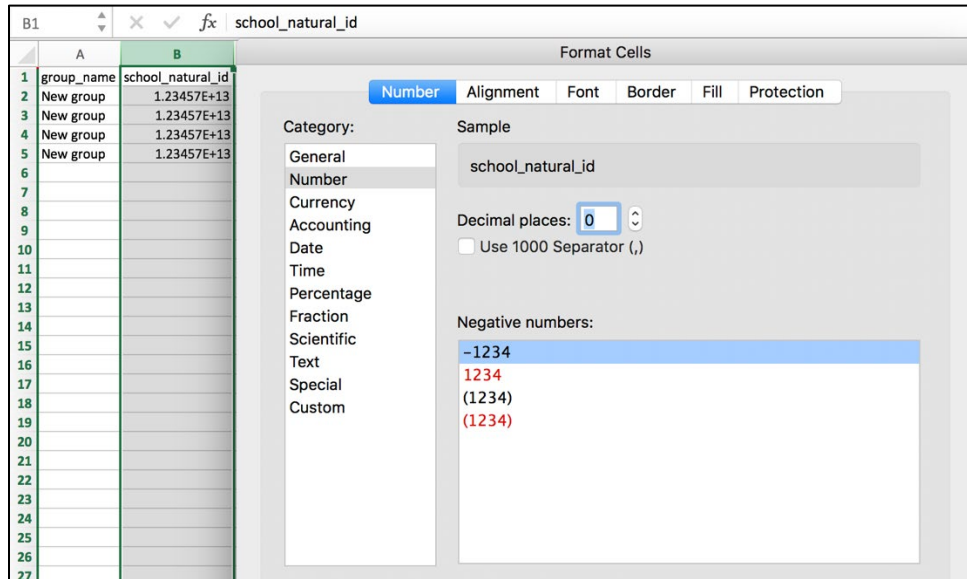 B1 fx school_natural_id
A B
Format Cells
1 group_name school_natural_id
2 New group 1.23457E+13
3 New group 1.23457E+13
4 New group 1.23457E+13
5 New group 1.23457E+13
6
7
8
9
10
11
12
13
14
15
16
17
18
19
20
21
22
23
24
25
26
27
Number Alignment Font Border Fill Protection
Category:
General
Number
Currency
Accounting
Date
Time
Percentage
Fraction
Scientific
Text
Special
Custom
Sample
school_natural_id
Decimal places: 0
Use 1000 Separator (,)
Negative numbers:
-1234
1234
(1234)
(1234)